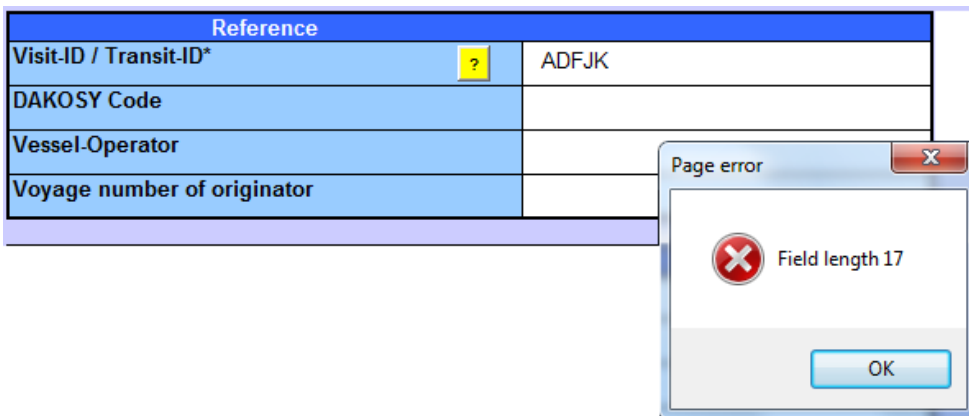 Reference
Visit-ID / Transit-ID* ? ADFJK
DAKOSY Code
Vessel-Operator
Voyage number of originator
Page error
Field length 17
OK